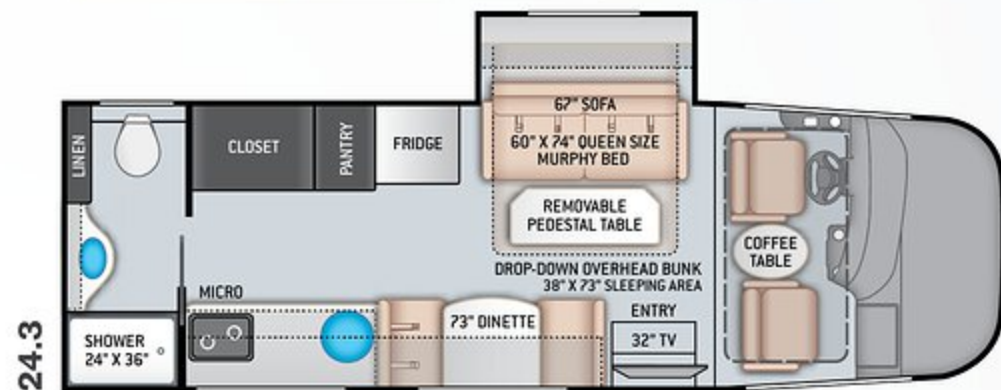 24.3
LINEN
CLOSET
PANTRY
FRIDGE
67" SOFA
60" X 74" QUEEN SIZE
MURPHY BED
REMOVABLE
PEDESTAL TABLE
COFFEE
TABLE
DROP-DOWN OVERHEAD BUNK
38" X 73" SLEEPING AREA
MICRO
SHOWER
24" X 36"
73" DINETTE
ENTRY
32" TV